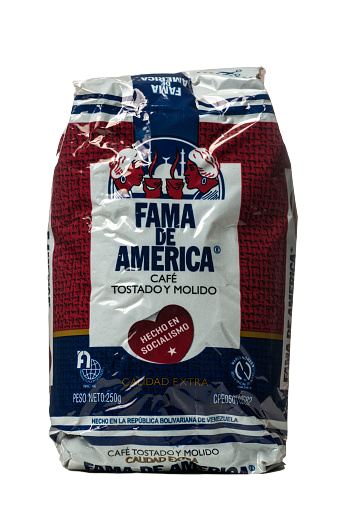 FAMA
DE
AMERICA
FAMA
DE
AMERICA®
CAFÉ
TOSTADO Y MOLIDO
HECHO EN
SOCIALISMO
CALIDAD EXTRA
PESO NETO:250g
HECHO EN LA REPÚBLICA BOLIVARIANA DE VENEZUELA
CAFÉ TOSTADO Y MOLIDO
CALIDAD EXTRA
FAMA DE AMERICA®